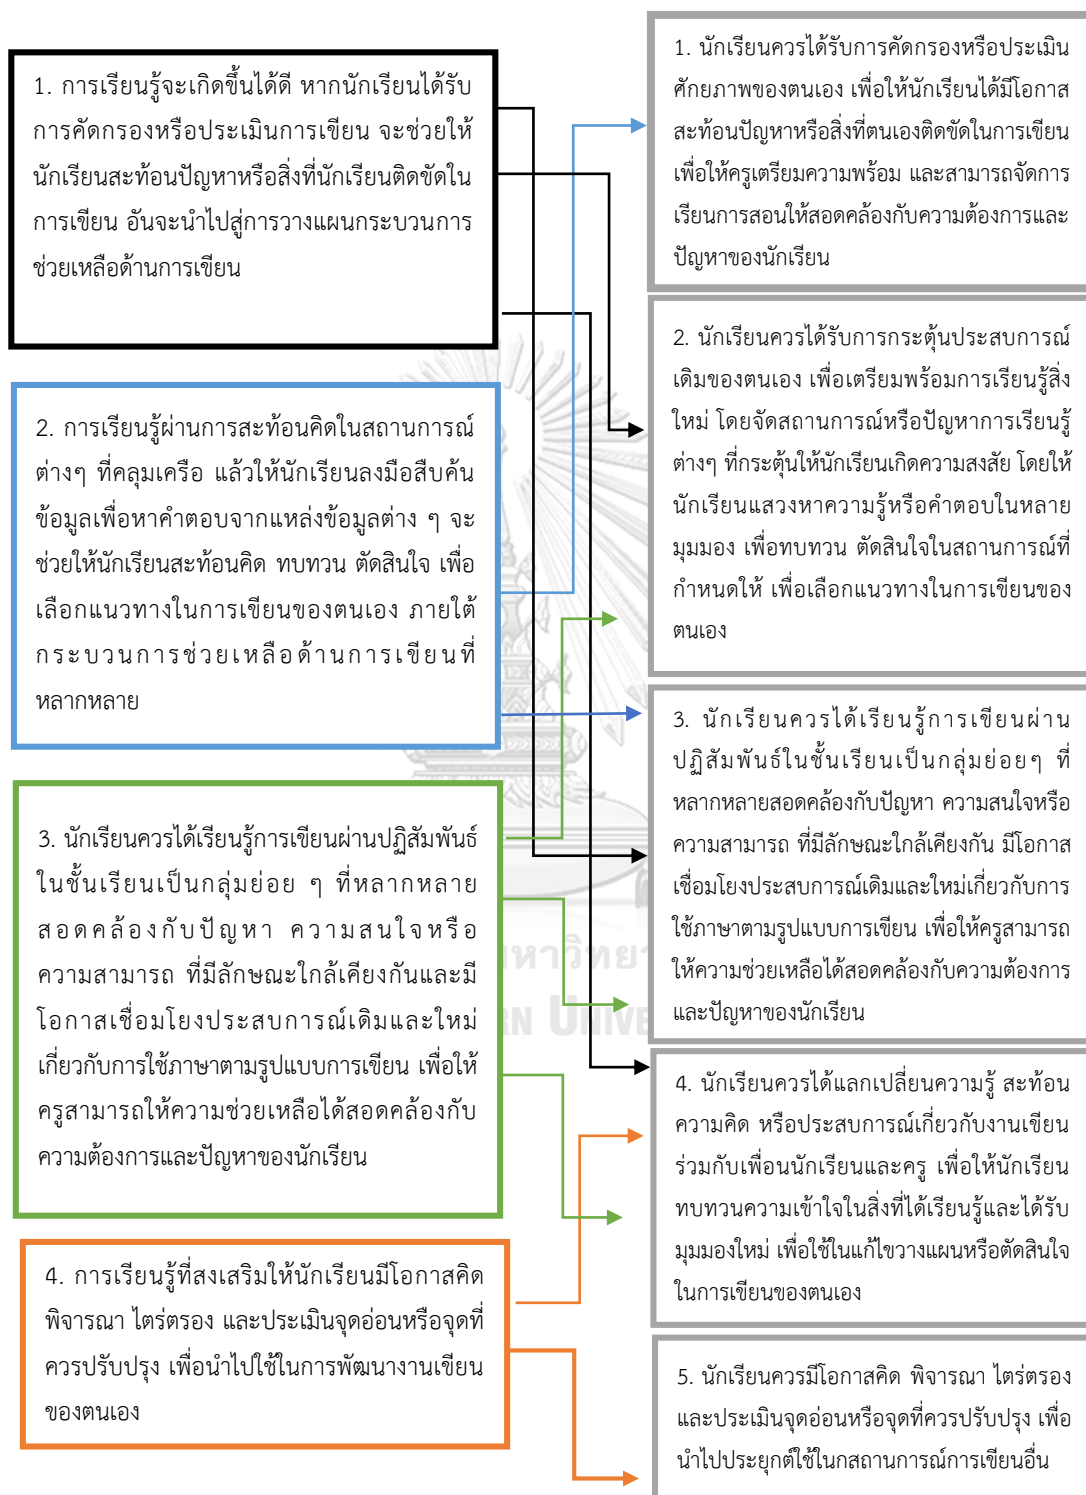 1. การเรียนรู้จะเกิดขึ้นได้ดี หากนักเรียนได้รับ
การคัดกรองหรือประเมินการเขียน จะช่วยให้
นักเรียนสะท้อนปัญหาหรือสิ่งที่นักเรียนติดขัดใน
การเขียน อันจะนำไปสู่การวางแผนกระบวนการ
ช่วยเหลือด้านการเขียน
2. การเรียนรู้ผ่านการสะท้อนคิดในสถานการณ์
ต่างๆ ที่คลุมเครือ แล้วให้นักเรียนลงมือสืบค้น
ข้อมูลเพื่อหาคำตอบจากแหล่งข้อมูลต่าง ๆ จะ
ช่วยให้นักเรียนสะท้อนคิด ทบทวน ตัดสินใจ เพื่อ
เลือกแนวทางในการเขียนของตนเอง ภายใต้
กระบวนการช่วยเหลือด้านการเขียนที่
หลากหลาย
3. นักเรียนควรได้เรียนรู้การเขียนผ่านปฏิสัมพันธ์
ในชั้นเรียนเป็นกลุ่มย่อย ๆ ที่หลากหลาย
สอดคล้องกับปัญหา ความสนใจหรือ
ความสามารถ ที่มีลักษณะใกล้เคียงกันและมี
โอกาสเชื่อมโยงประสบการณ์เดิมและใหม่
เกี่ยวกับการใช้ภาษาตามรูปแบบการเขียน เพื่อให้
ครูสามารถให้ความช่วยเหลือได้สอดคล้องกับ
ความต้องการและปัญหาของนักเรียน
4. การเรียนรู้ที่สงเสริมให้นักเรียนมีโอกาสคิด
พิจารณา ไตร่ตรอง และประเมินจุดอ่อนหรือจุดที่
ควรปรับปรุง เพื่อนำไปใช้ในการพัฒนางานเขียน
ของตนเอง
1. นักเรียนควรได้รับการคัดกรองหรือประเมิน
ศักยภาพของตนเอง เพื่อให้นักเรียนได้มีโอกาส
สะท้อนปัญหาหรือสิ่งที่ตนเองติดขัดในการเขียน
เพื่อให้ครูเตรียมความพร้อม และสามารถจัดการ
เรียนการสอนให้สอดคล้องกับความต้องการและ
ปัญหาของนักเรียน
2. นักเรียนควรได้รับการกระตุ้นประสบการณ์
เดิมของตนเอง เพื่อเตรียมพร้อมการเรียนรู้สิ่ง
ใหม่ โดยจัดสถานการณ์หรือปัญหาการเรียนรู้
ต่างๆ ที่กระตุ้นให้นักเรียนเกิดความสงสัย โดยให้
นักเรียนแสวงหาความรู้หรือคำตอบในหลาย
มุมมอง เพื่อทบทวน ตัดสินใจในสถานการณ์ที่
กำหนดให้ เพื่อเลือกแนวทางในการเขียนของ
ตนเอง
3. นักเรียนควรได้เรียนรู้การเขียนผ่าน
ปฏิสัมพันธ์ในชั้นเรียนเป็นกลุ่มย่อยๆ ที่
หลากหลายสอดคล้องกับปัญหา ความสนใจหรือ
ความสามารถ ที่มีลักษณะใกล้เคียงกัน มีโอกาส
เชื่อมโยงประสบการณ์เดิมและใหม่เกี่ยวกับการ
ใช้ภาษาตามรูปแบบการเขียน เพื่อให้ครูสามารถ
ให้ความช่วยเหลือได้สอดคล้องกับความต้องการ
และปัญหาของนักเรียน
4. นักเรียนควรได้แลกเปลี่ยนความรู้ สะท้อน
ความคิด หรือประสบการณ์เกี่ยวกับงานเขียน
ร่วมกับเพื่อนนักเรียนและครู เพื่อให้นักเรียน
ทบทวนความเข้าใจในสิ่งที่ได้เรียนรู้และได้รับ
มุมมองใหม่ เพื่อใช้ในแก้ไขวางแผนหรือตัดสินใจ
ในการเขียนของตนเอง
5. นักเรียนควรมีโอกาสคิด พิจารณา ไตร่ตรอง
และประเมินจุดอ่อนหรือจุดที่ควรปรับปรุง เพื่อ
นำไปประยุกต์ใช้ในกสถานการณ์การเขียนอื่น